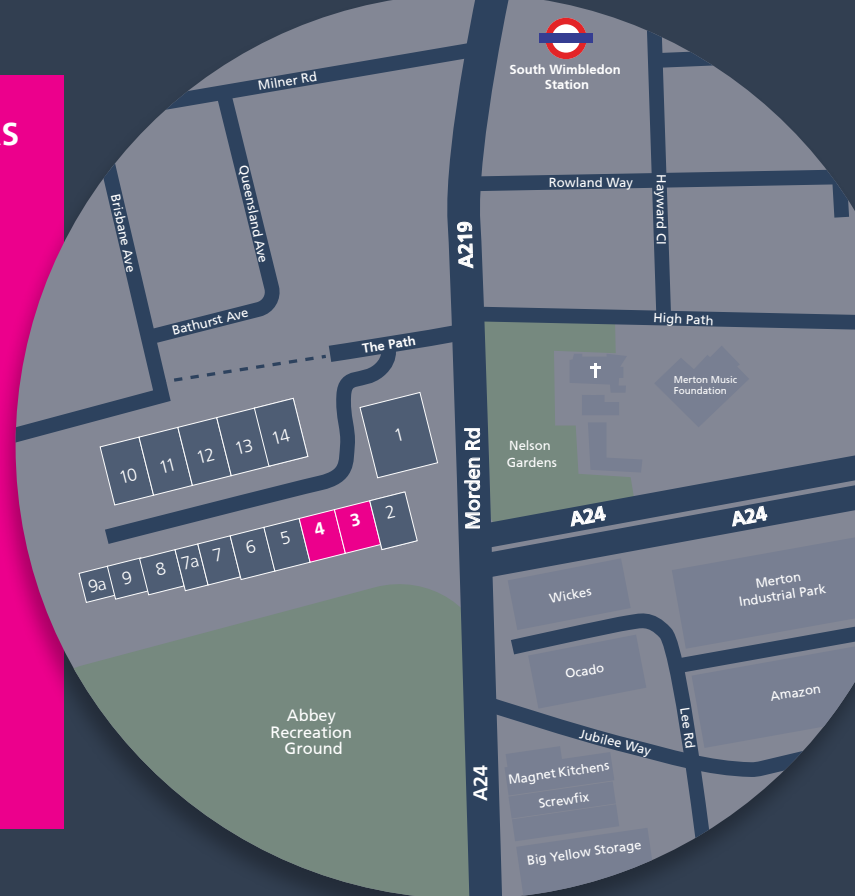 s
South Wimbledon
Station
Milner Rd
Queensland Ave
Brisbane Ave
Bathurst Ave
The Path
A219
Rowland Way
Hayward Cl
High Path
Merton Music
Foundation
Nelson
Gardens
Morden Rd
A24
A24
10
11
12
13
14
1
9a
9
8
7a
7
6
5
4
3
2
Wickes
Merton
Industrial Park
Ocado
Amazon
Lee Rd
Jubilee Way
Abbey
Recreation
Ground
A24
Magnet Kitchens
Screwfix
Big Yellow Storage